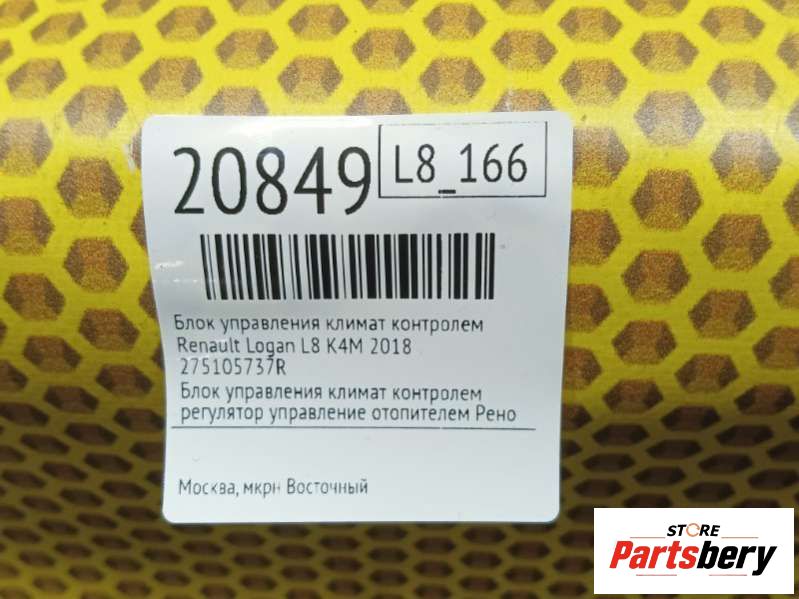 20849
L8_166
Блок управления климат контролем
Renault Logan L8 K4M 2018
275105737R
Блок управления климат контролем
регулятор управление отопителем Рено
Москва, мкрн Восточный
STORE
Partsbery